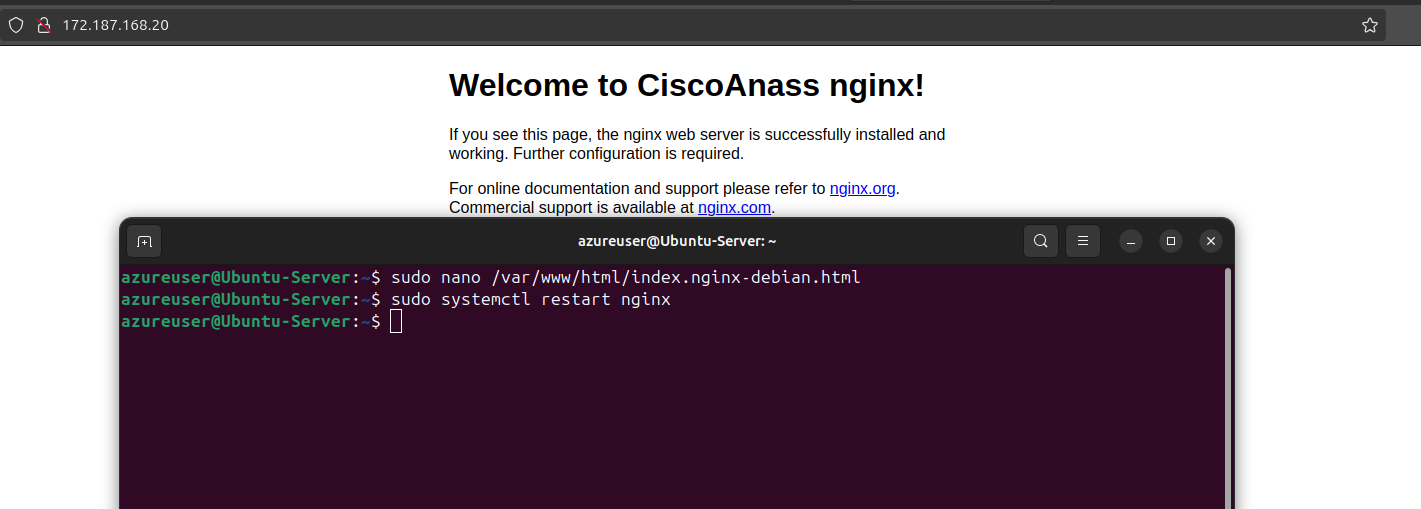 172.187.168.20
Welcome to CiscoAnass nginx!
If you see this page, the nginx web server is successfully installed and
working. Further configuration is required.
For online documentation and support please refer to nginx.org.
Commercial support is available at nginx.com.
azureuser@Ubuntu-Server: ~
azureuser@Ubuntu-Server:~$ sudo nano /var/www/html/index.nginx-debian.html
azureuser@Ubuntu-Server:~$ sudo systemctl restart nginx
azureuser@Ubuntu-Server:~$